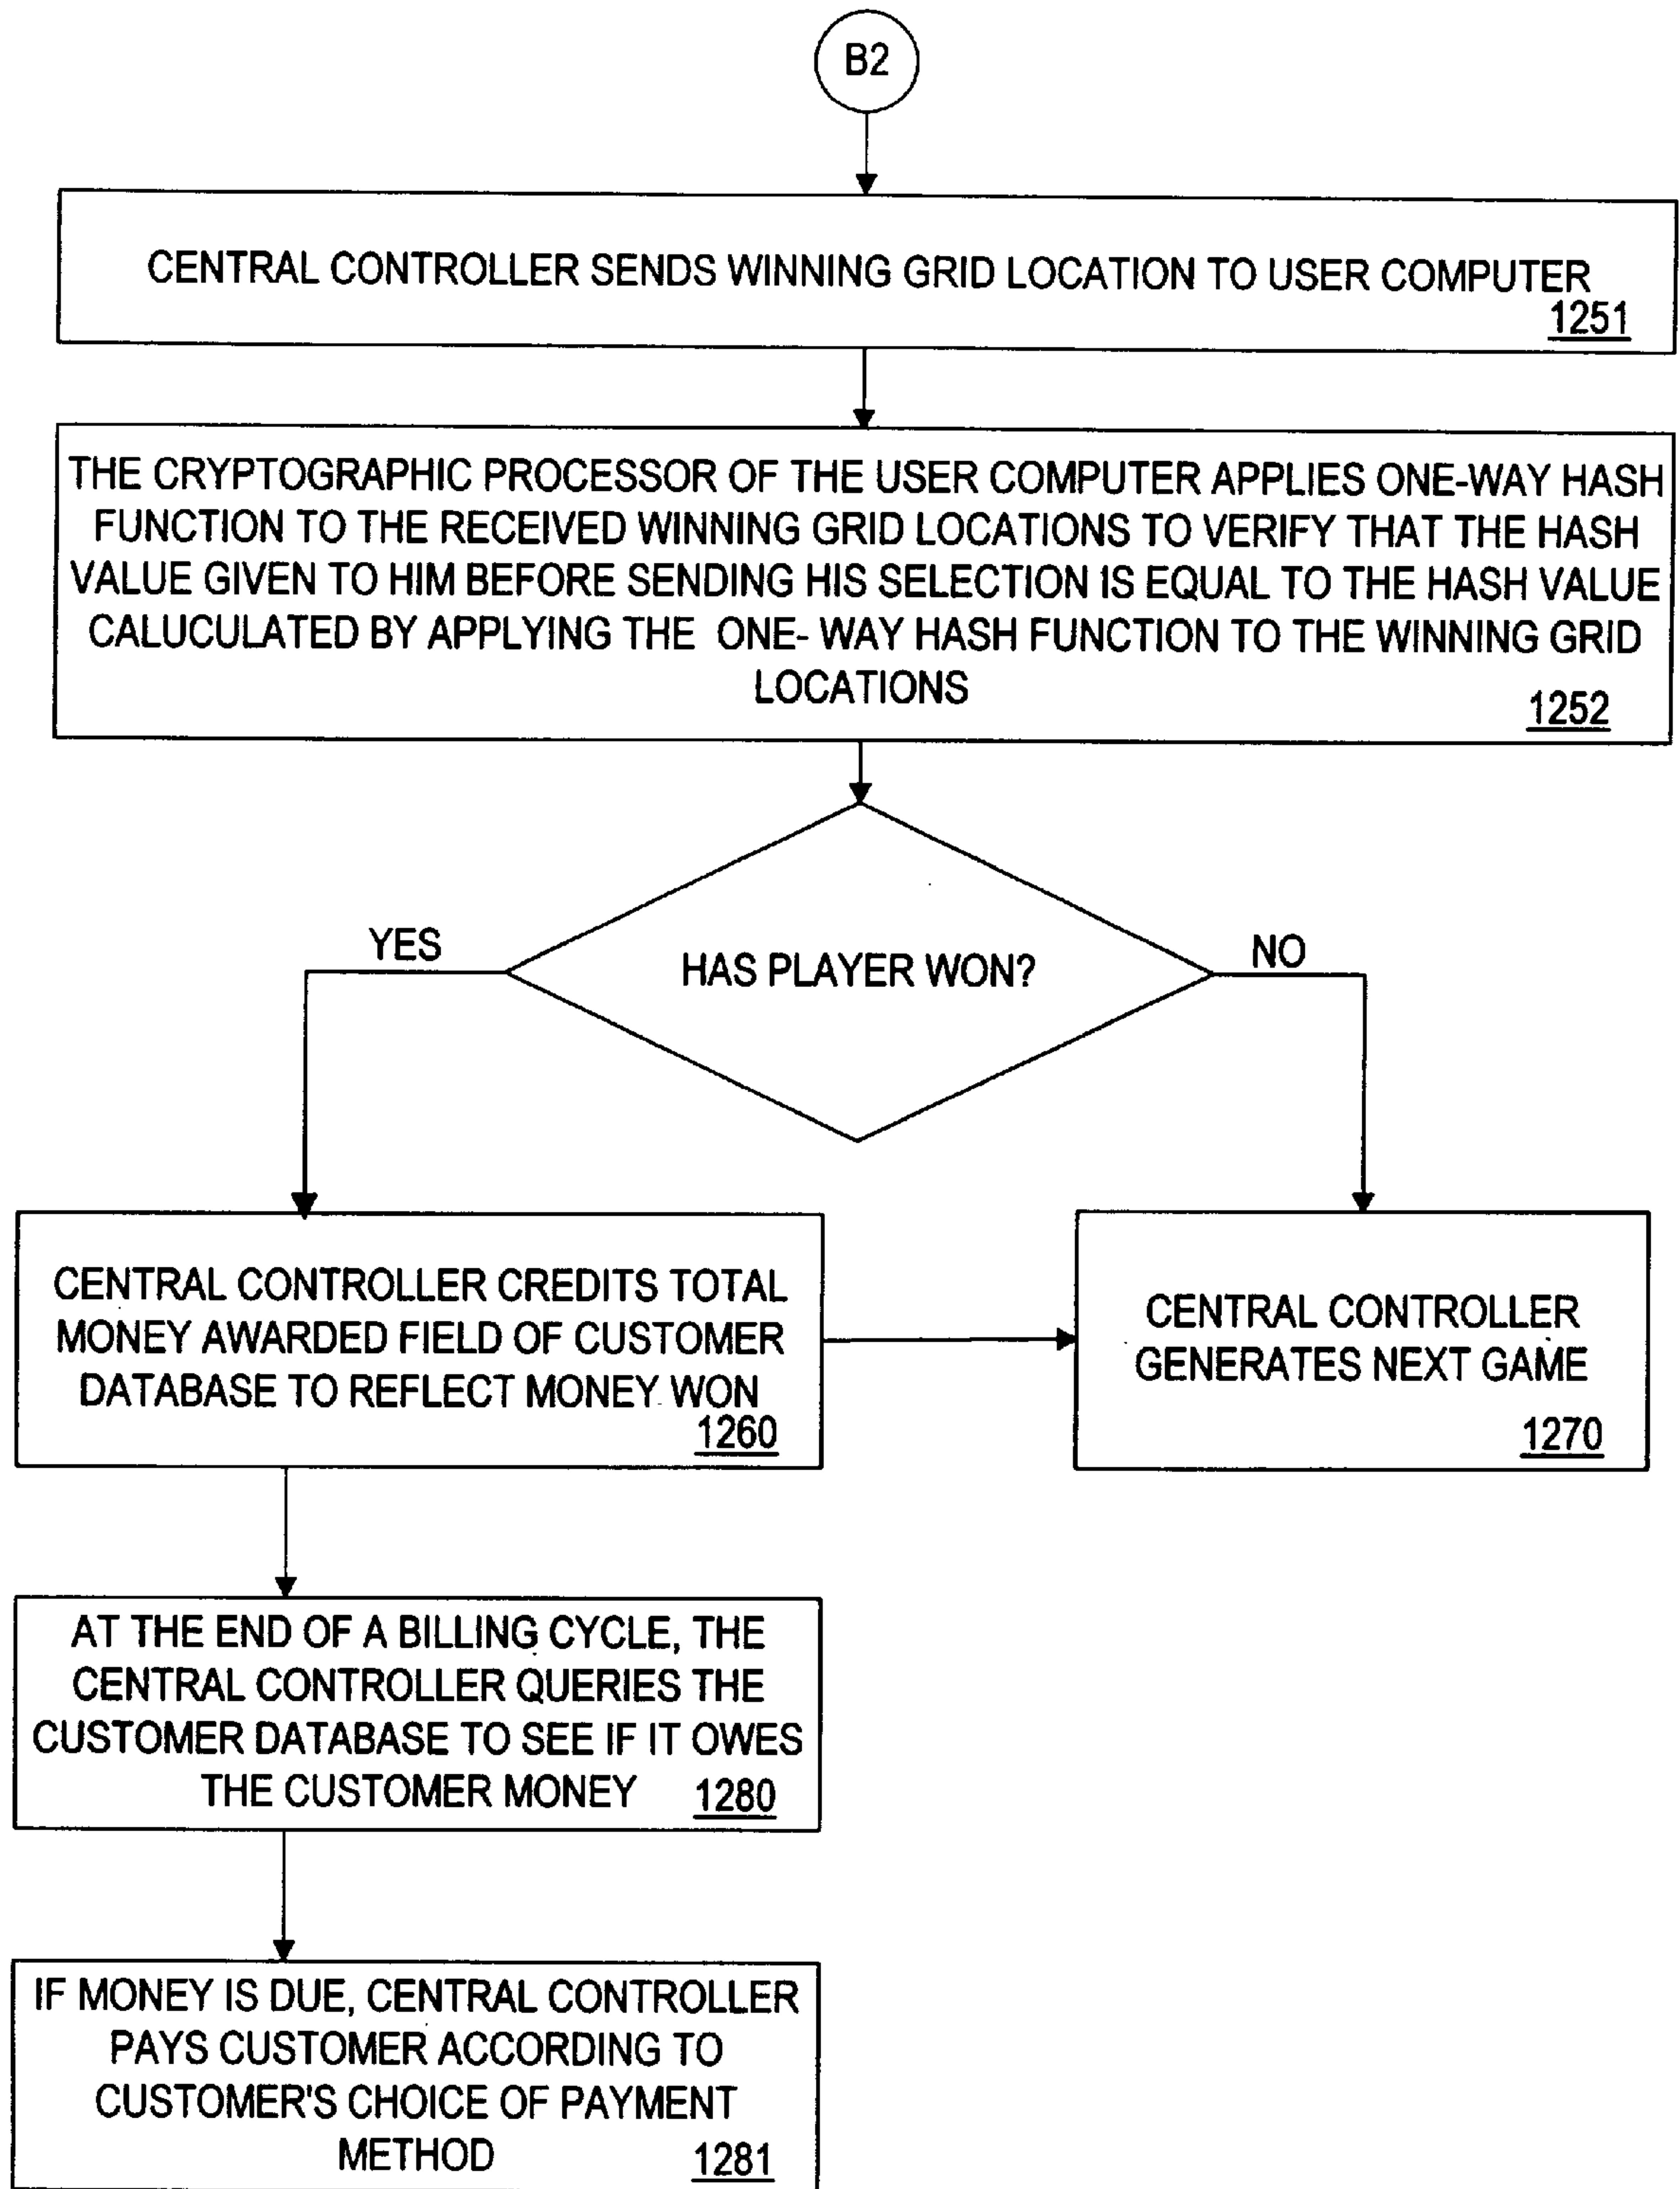 B2
CENTRAL CONTROLLER SENDS WINNING GRID LOCATION TO USER COMPUTER
1251
THE CRYPTOGRAPHIC PROCESSOR OF THE USER COMPUTER APPLIES ONE-WAY HASH
FUNCTION TO THE RECEIVED WINNING GRID LOCATIONS TO VERIFY THAT THE HASH
VALUE GIVEN TO HIM BEFORE SENDING HIS SELECTION IS EQUAL TO THE HASH VALUE
CALUCULATED BY APPLYING THE ONE- WAY HASH FUNCTION TO THE WINNING GRID
LOCATIONS
1252
HAS PLAYER WON?
YES
NO
CENTRAL CONTROLLER CREDITS TOTAL
MONEY AWARDED FIELD OF CUSTOMER
DATABASE TO REFLECT MONEY WON
1260
CENTRAL CONTROLLER
GENERATES NEXT GAME
1270
AT THE END OF A BILLING CYCLE, THE
CENTRAL CONTROLLER QUERIES THE
CUSTOMER DATABASE TO SEE IF IT OWES
THE CUSTOMER MONEY 1280
IF MONEY IS DUE, CENTRAL CONTROLLER
PAYS CUSTOMER ACCORDING TO
CUSTOMER'S CHOICE OF PAYMENT
METHOD 1281